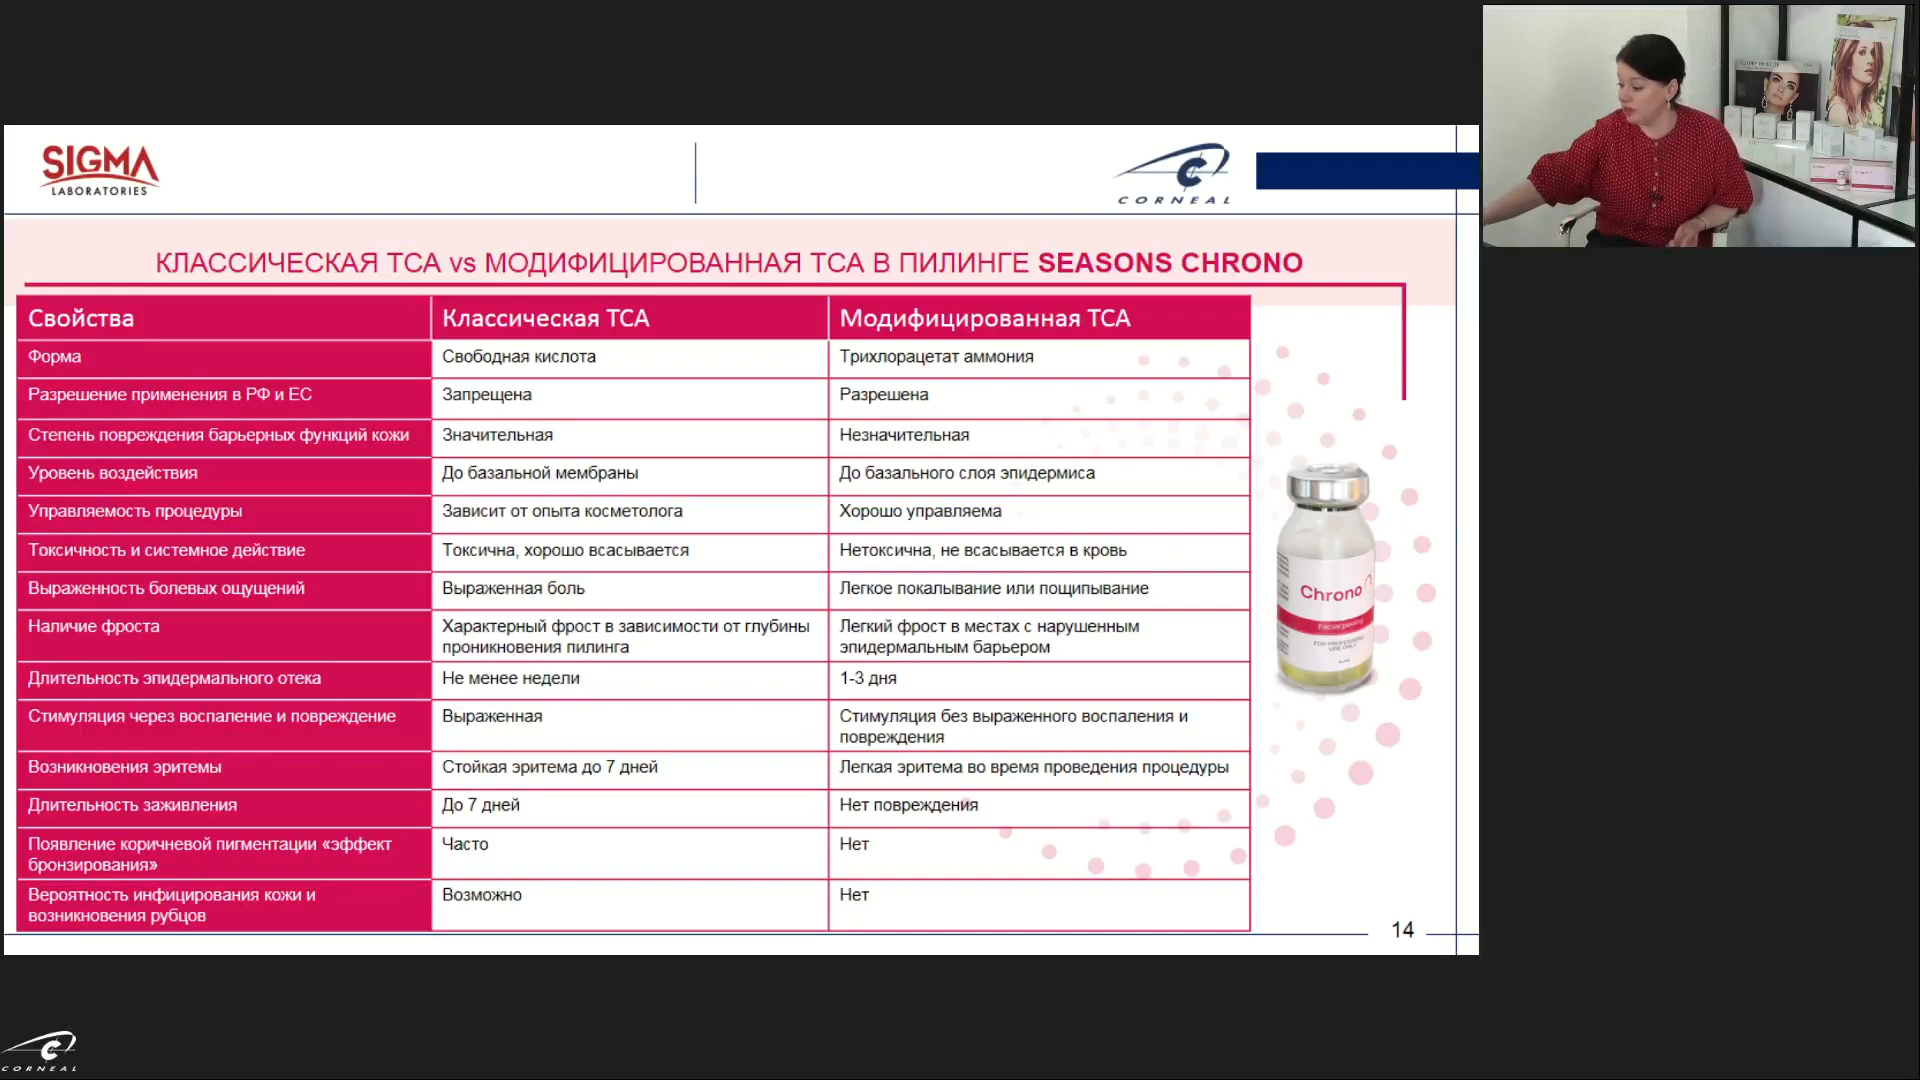 SIGMA
LABORATORIES
CORNEAL
КЛАССИЧЕСКАЯ ТСА vs МОДИФИЦИРОВАННАЯ ТСА В ПИЛИНГЕ SEASONS CHRONO
Свойства
Классическая ТСА
Модифицированная ТСА
Форма
Свободная кислота
Трихлорацетат аммония
Разрешение применения в РФ и ЕС
Запрещена
Разрешена
Степень повреждения барьерных функций кожи
Значительная
Незначительная
Уровень воздействия
До базальной мембраны
До базального слоя эпидермиса
Управляемость процедуры
Зависит от опыта косметолога
Хорошо управляема
Токсичность и системное действие
Токсична, хорошо всасывается
Нетоксична, не всасывается в кровь
Выраженность болевых ощущений
Выраженная боль
Легкое покалывание или пощипывание
Наличие фроста
Характерный фрост в зависимости от глубины
проникновения пилинга
Легкий фрост в местах с нарушенным
эпидермальным барьером
Длительность эпидермального отека
Не менее недели
1-3 дня
Стимуляция через воспаление и повреждение
Выраженная
Стимуляция без выраженного воспаления и
повреждения
Возникновения эритемы
Стойкая эритема до 7 дней
Легкая эритема во время проведения процедуры
Длительность заживления
До 7 дней
Нет повреждения
Появление коричневой пигментации «эффект
бронзирования»
Часто
Нет
Вероятность инфицирования кожи и
возникновения рубцов
Возможно
Нет
Chrono
Facial peeling
FOR PROFESSIONAL
USE ONLY
14
CORNEAL